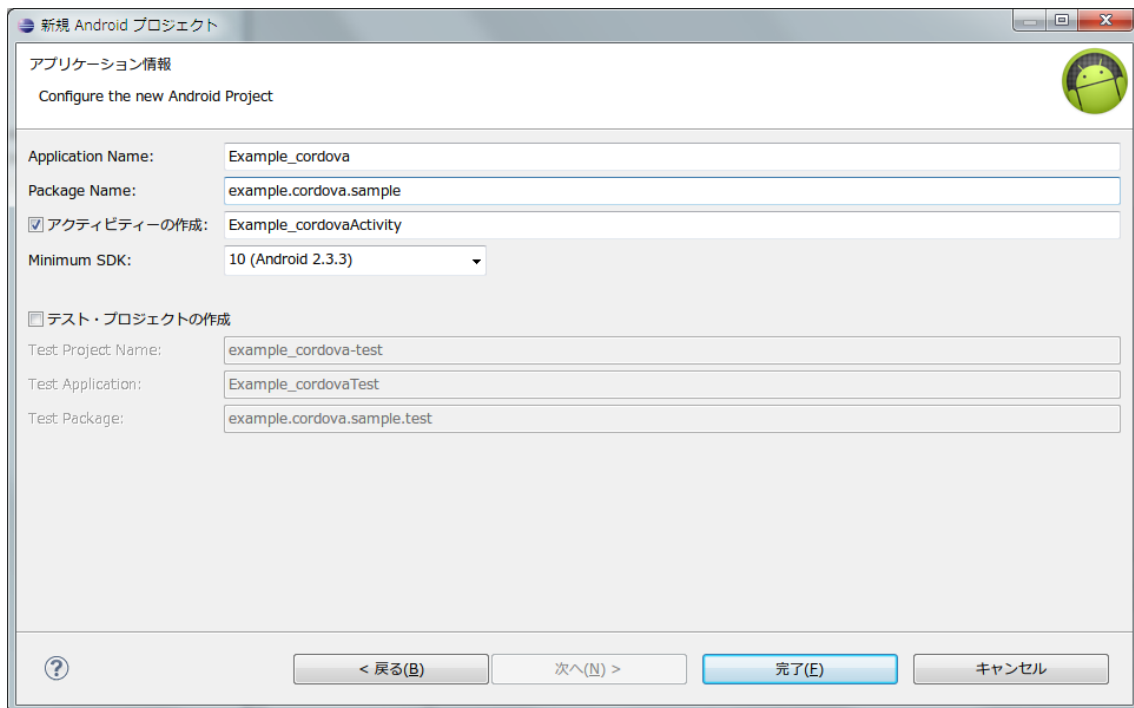 新規 Android プロジェクト
アプリケーション情報
Configure the new Android Project
Application Name: Example_cordova
Package Name: example.cordova.sample
アクティビティーの作成: Example_cordovaActivity
Minimum SDK: 10 (Android 2.3.3)
テスト・プロジェクトの作成
Test Project Name: example_cordova-test
Test Application: Example_cordovaTest
Test Package: example.cordova.sample.test
? < 戻る(B) 次へ(N) > 完了(F) キャンセル